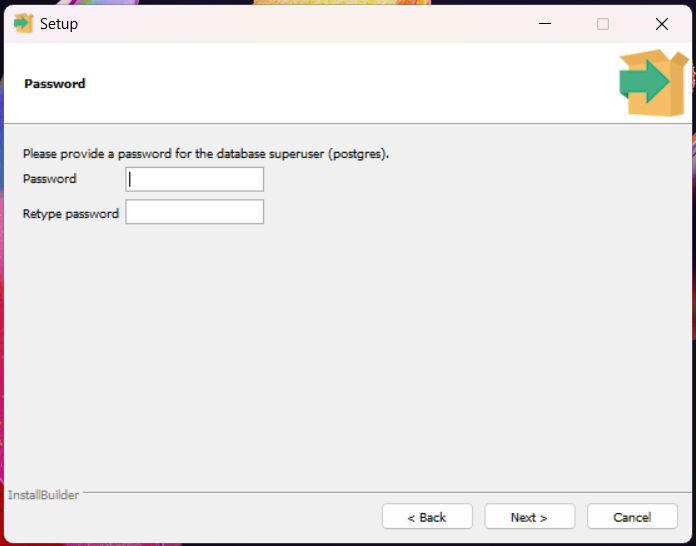 Setup
Password
Please provide a password for the database superuser (postgres).
Password
Retype password
InstallBuilder
< Back
Next >
Cancel